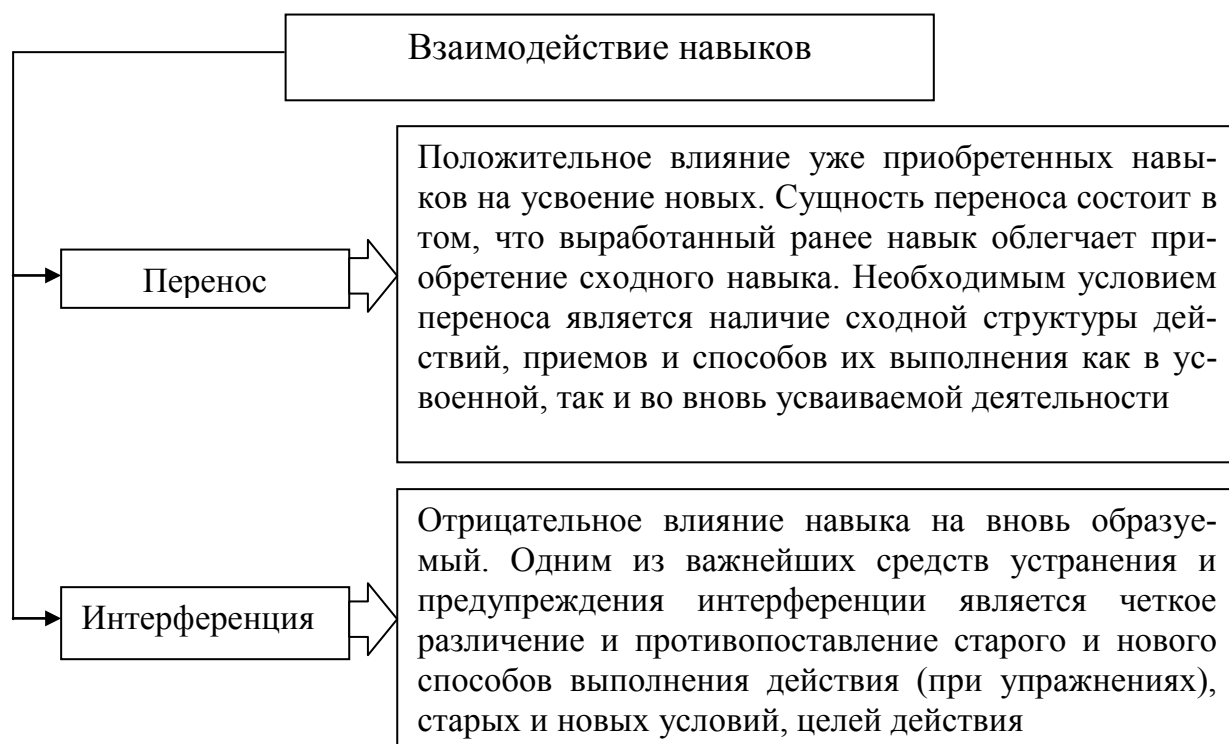 Взаимодействие навыков
Перенос
Положительное влияние уже приобретенных навы-
ков на усвоение новых. Сущность переноса состоит в
том, что выработанный ранее навык облегчает при-
обретение сходного навыка. Необходимым условием
переноса является наличие сходной структуры дей-
ствий, приемов и способов их выполнения как в ус-
военной, так и во вновь усваиваемой деятельности
Интерференция
Отрицательное влияние навыка на вновь образуе-
мый. Одним из важнейших средств устранения и
предупреждения интерференции является четкое
различение и противопоставление старого и нового
способов выполнения действия (при упражнениях),
старых и новых условий, целей действия